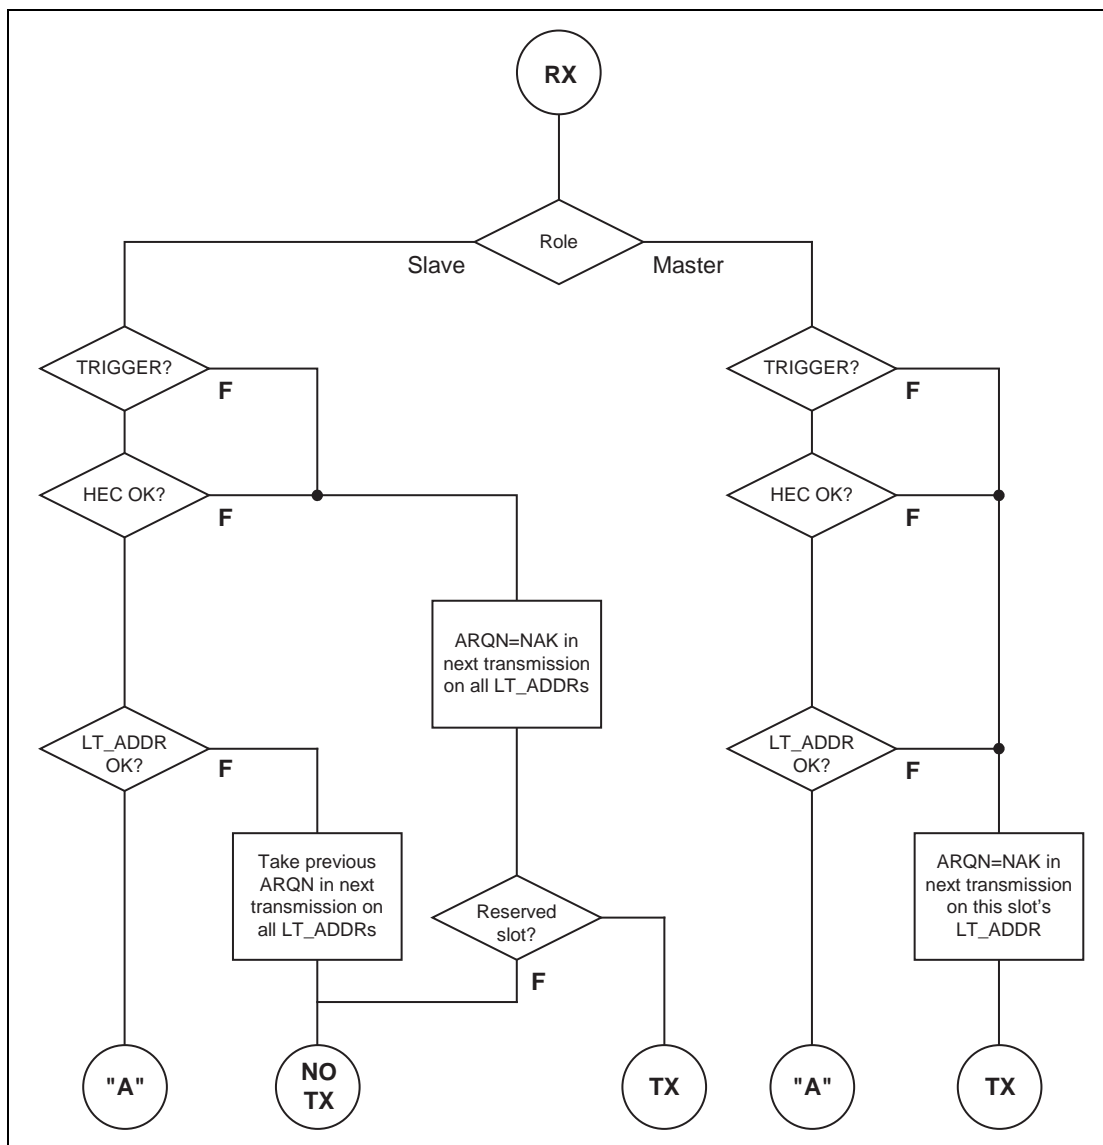 RX
Role
Slave
Master
TRIGGER?
F
TRIGGER?
F
HEC OK?
F
HEC OK?
F
ARQN=NAK in
next transmission
on all LT_ADDRs
LT_ADDR
OK?
F
LT_ADDR
OK?
F
Take previous
ARQN in next
transmission on
all LT_ADDRs
Reserved
slot?
F
ARQN=NAK in
next transmission
on this slot's
LT_ADDR
"A"
NO
TX
TX
"A"
TX